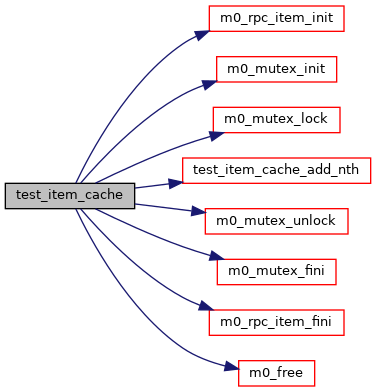 m0_rpc_item_init
m0_mutex_init
m0_mutex_lock
test_item_cache_add_nth
test_item_cache
m0_mutex_unlock
m0_mutex_fini
m0_rpc_item_fini
m0_free